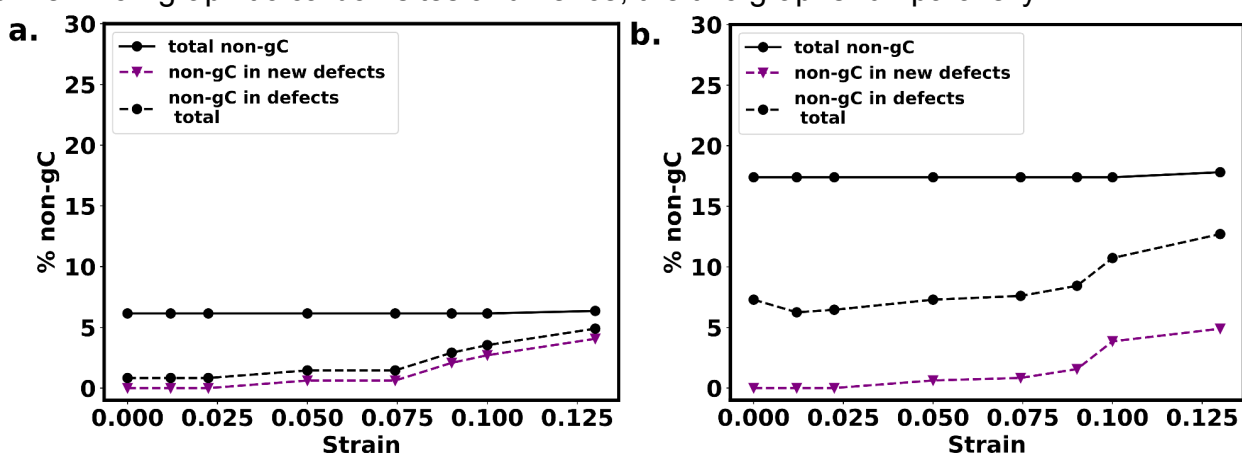 a.
30
25
20
15
10
5
0
% non-gC
total non-gC
non-gC in new defects
non-gC in defects
total
0.000 0.025 0.050 0.075 0.100 0.125
Strain
b.
30
25
20
15
10
5
0
% non-gC
total non-gC
non-gC in new defects
non-gC in defects
total
0.000 0.025 0.050 0.075 0.100 0.125
Strain